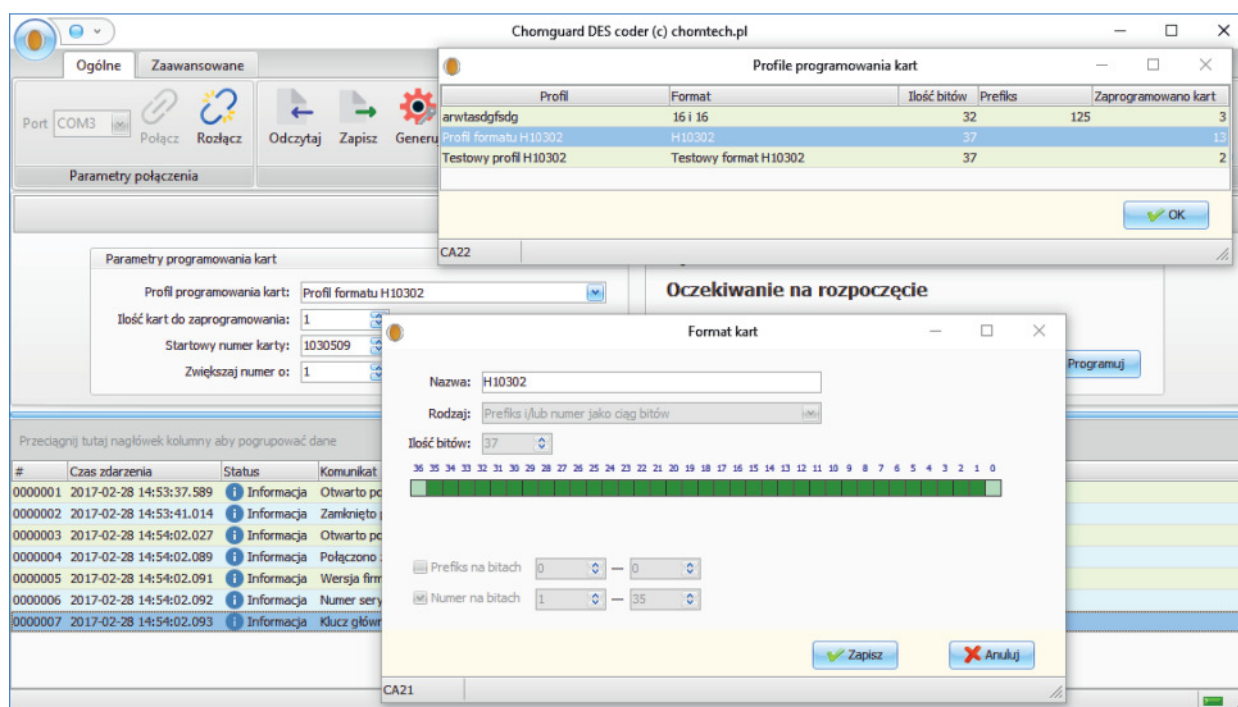 Chomguard DES coder (c) chomtech.pl
Ogólne Zaawansowane
Port COM3
Połącz Rozłącz Odczytaj Zapisz
Parametry połączenia
Profile programowania kart
Profil Format Ilość bitów Prefiks Zaprogramowano kart
arwtasdgfsdg 16 i 16 32 125 3
Profil formatu H10302 H10302 37 13
Testowy profil H10302 Testowy format H10302 37 2
OK
CA22
Parametry programowania kart
Profil programowania kart: Profil formatu H10302
Ilość kart do zaprogramowania: 1
Startowy numer karty: 1030509
Zwiększaj numer o: 1
Oczekiwanie na rozpoczęcie
Programuj
Format kart
Nazwa: H10302
Rodzaj: Prefiks i/lub numer jako ciąg bitów
Ilość bitów: 37
36 35 34 33 32 31 30 29 28 27 26 25 24 23 22 21 20 19 18 17 16 15 14 13 12 11 10 9 8 7 6 5 4 3 2 1 0
Prefiks na bitach 0 — 0
Numer na bitach 1 — 35
Zapisz Anuluj
CA21
Przeciągnij tutaj nagłówek kolumny aby pogrupować dane
# Czas zdarzenia Status Komunikat
0000001 2017-02-28 14:53:37.589 Informacja Otwarto
0000002 2017-02-28 14:53:41.014 Informacja Zamknięto
0000003 2017-02-28 14:54:02.027 Informacja Otwarto
0000004 2017-02-28 14:54:02.089 Informacja Połączono
0000005 2017-02-28 14:54:02.091 Informacja Wersja
0000006 2017-02-28 14:54:02.092 Informacja Numer
0000007 2017-02-28 14:54:02.093 Informacja Klucz